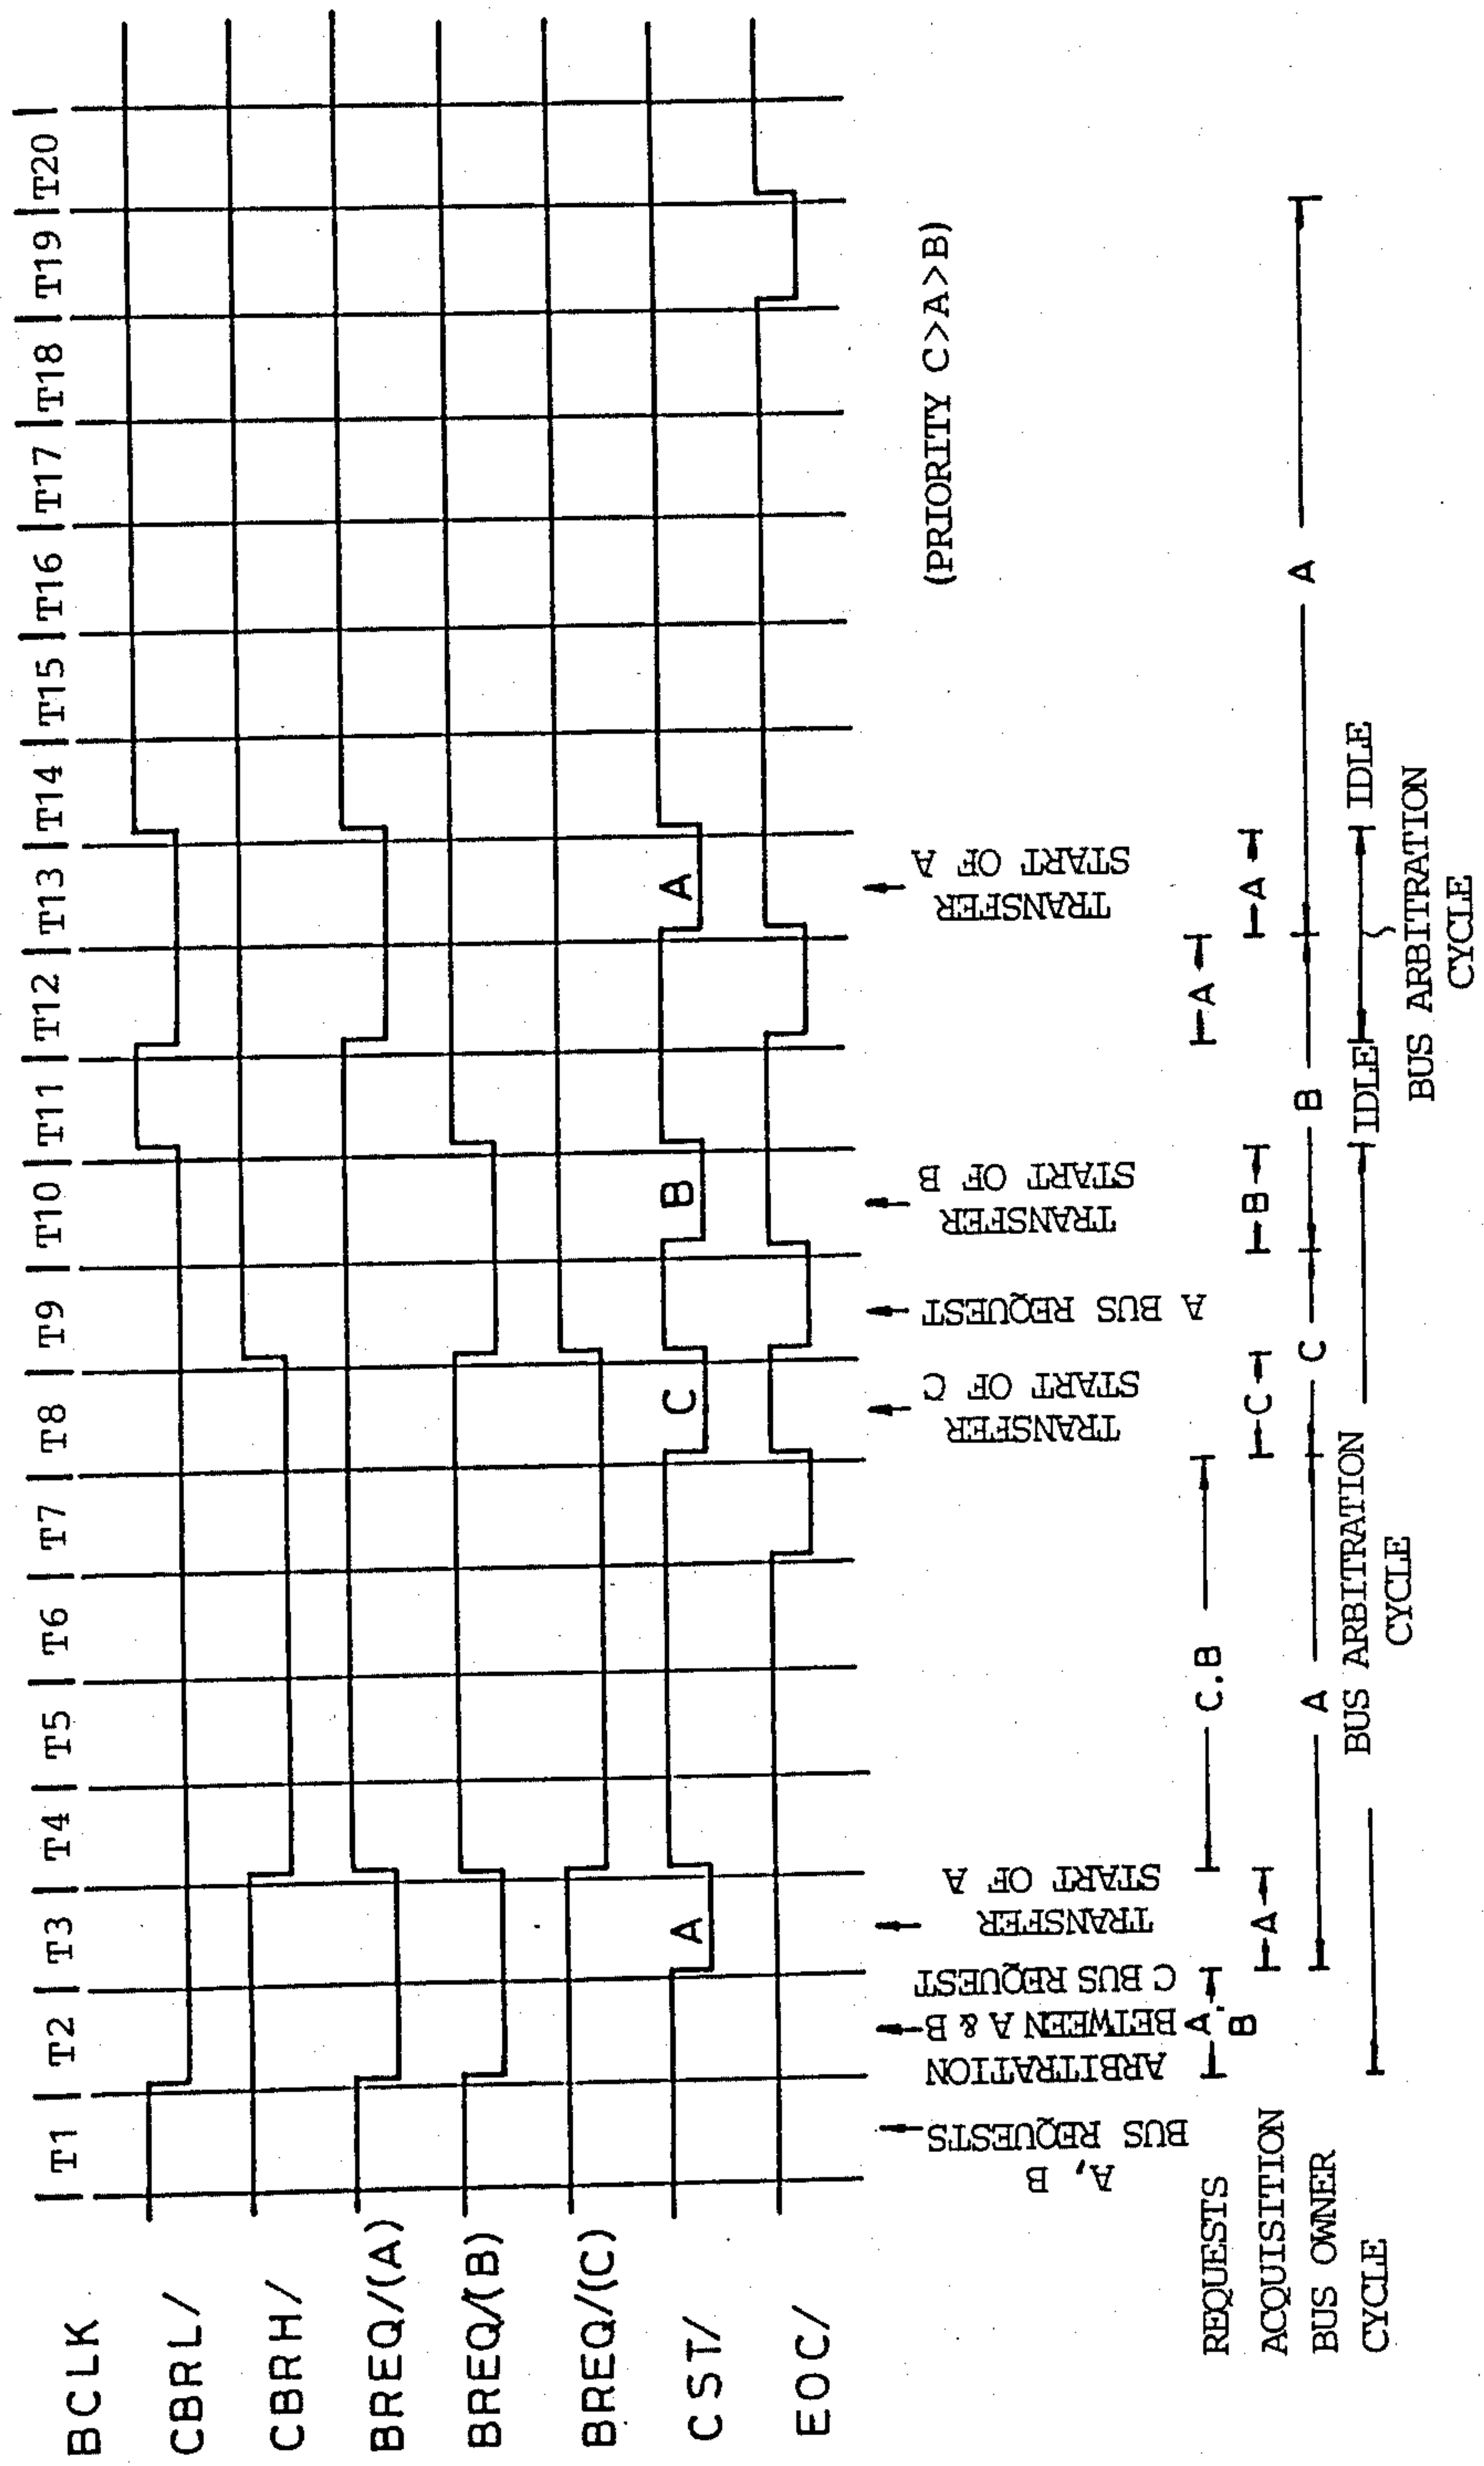 BCLK |T1|T2|T3|T4|T5|T6|T7|T8|T9|T10|T11|T12|T13|T14|T15|T16|T17|T18|T19|T20|
CBRL/
CBRH/
BREQ/(A)
BREQ/(B)
BREQ/(C)
CST/ A C B A
EOC/
A, B
BUS REQUESTS
ARBITRATION
BETWEEN A & B
C BUS REQUEST
TRANSFER
START OF A
TRANSFER
START OF C
A BUS REQUEST
TRANSFER
START OF B
TRANSFER
START OF A
(PRIORITY C>A>B)
REQUESTS A. B C.B A
ACQUISITION A C B A
BUS OWNER A C B A
CYCLE BUS ARBITRATION CYCLE IDLE IDLE
BUS ARBITRATION
CYCLE